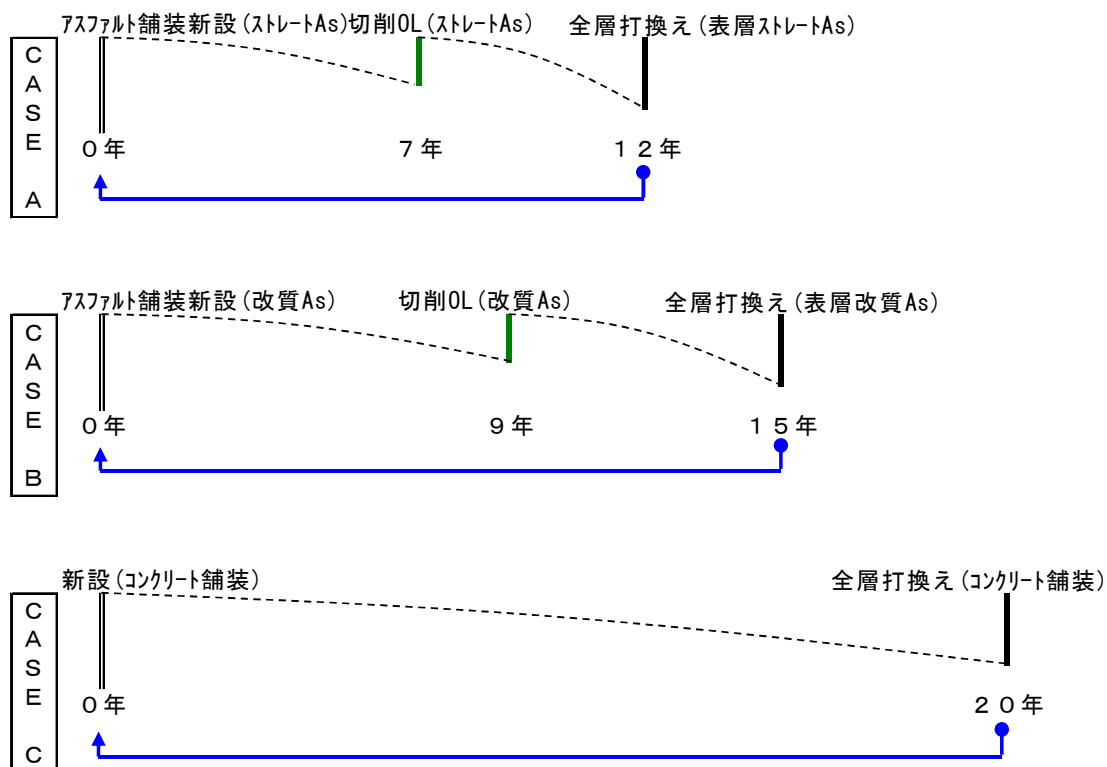 アスファルト舗装新設(ストレートAs)切削OL(ストレートAs) 全層打換え(表層ストレートAs)
CASE A
0年 7年 12年
アスファルト舗装新設(改質As) 切削OL(改質As) 全層打換え(表層改質As)
CASE B
0年 9年 15年
新設(コンクリート舗装) 全層打換え(コンクリート舗装)
CASE C
0年 20年